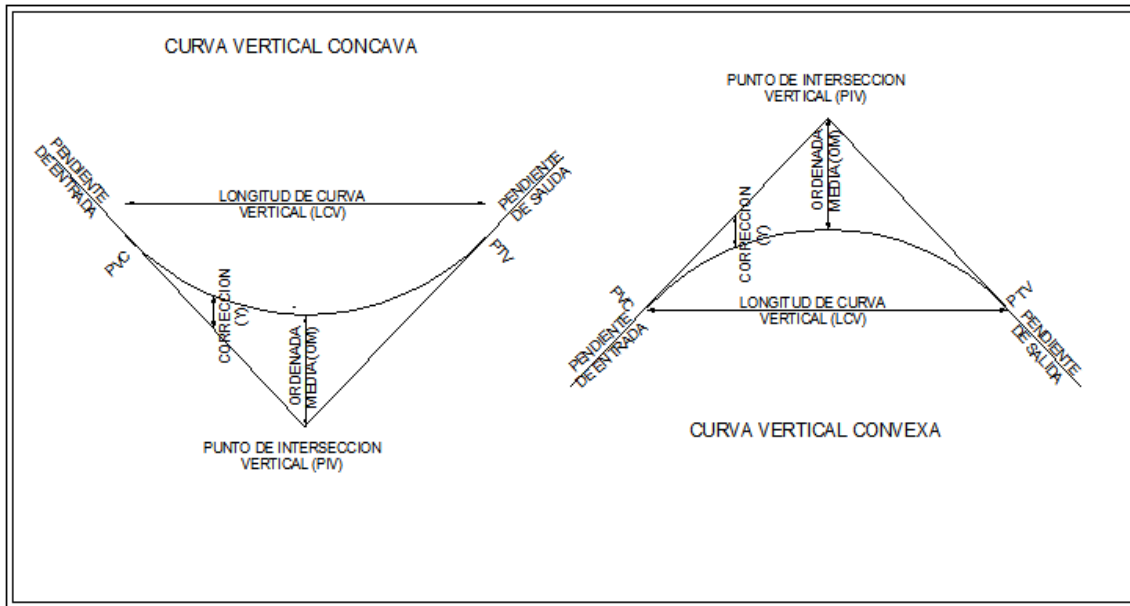 CURVA VERTICAL CONCAVA
PENDIENTE
DE ENTRADA
LONGITUD DE CURVA
VERTICAL (LCV)
PENDIENTE
DE SALIDA
PVC
PTV
CORRECCION
(Y)
ORDENADA
MEDIA(OM)
PUNTO DE INTERSECCION
VERTICAL (PIV)
PUNTO DE INTERSECCION
VERTICAL (PIV)
ORDENADA
MEDIA(OM)
CORRECCION
(Y)
PVC
PTV
LONGITUD DE CURVA
VERTICAL (LCV)
PENDIENTE
DE ENTRADA
PENDIENTE
DE SALIDA
CURVA VERTICAL CONVEXA